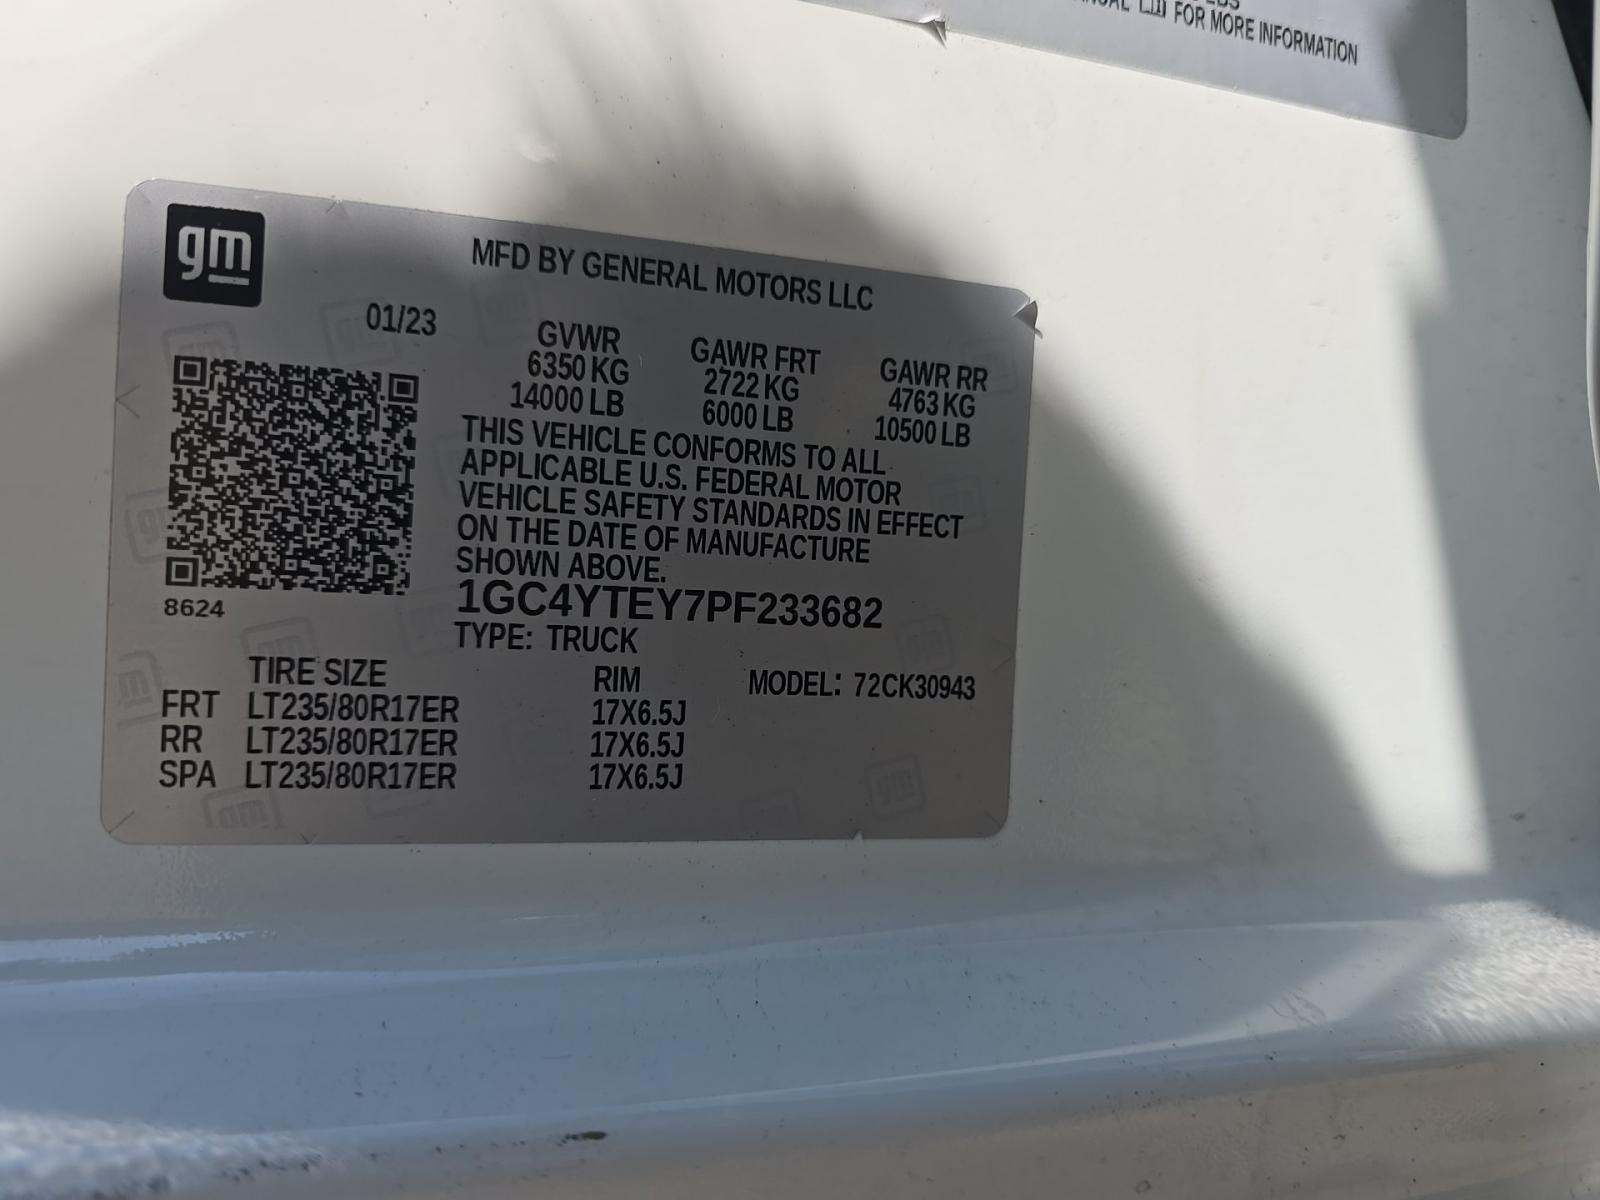 FOR MORE INFORMATION
gm
MFD BY GENERAL MOTORS LLC
01/23
GVWR GAWR FRT GAWR RR
6350 KG 2722 KG 4763 KG
14000 LB 6000 LB 10500 LB
THIS VEHICLE CONFORMS TO ALL
APPLICABLE U.S. FEDERAL MOTOR
VEHICLE SAFETY STANDARDS IN EFFECT
ON THE DATE OF MANUFACTURE
SHOWN ABOVE.
8624
1GC4YTEY7PF233682
TYPE: TRUCK
TIRE SIZE RIM MODEL: 72CK30943
FRT LT235/80R17ER 17X6.5J
RR LT235/80R17ER 17X6.5J
SPA LT235/80R17ER 17X6.5J